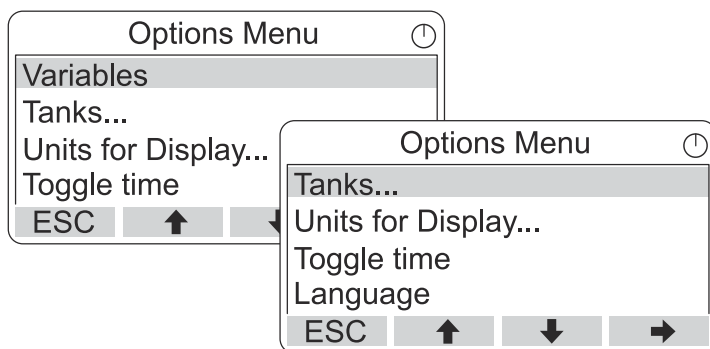 Options Menu
Variables
Tanks...
Units for Display...
Toggle time
ESC
Options Menu
Tanks...
Units for Display...
Toggle time
Language
ESC